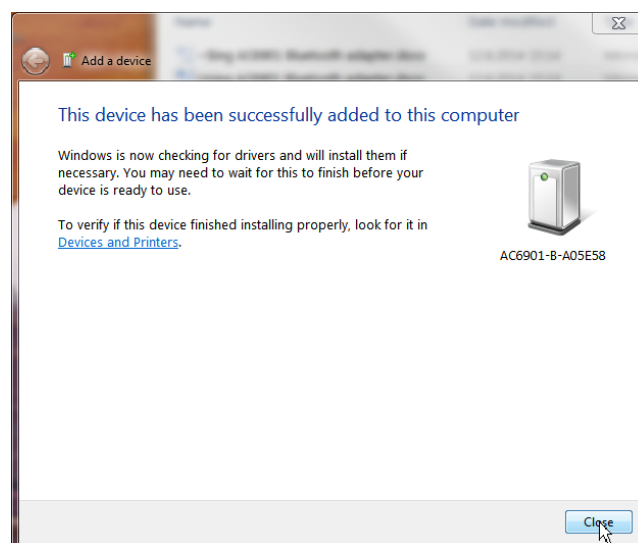 Name
Date modified
Add a device
This device has been successfully added to this computer
Windows is now checking for drivers and will install them if
necessary. You may need to wait for this to finish before your
device is ready to use.
To verify if this device finished installing properly, look for it in
Devices and Printers.
AC6901-B-A05E58
Close